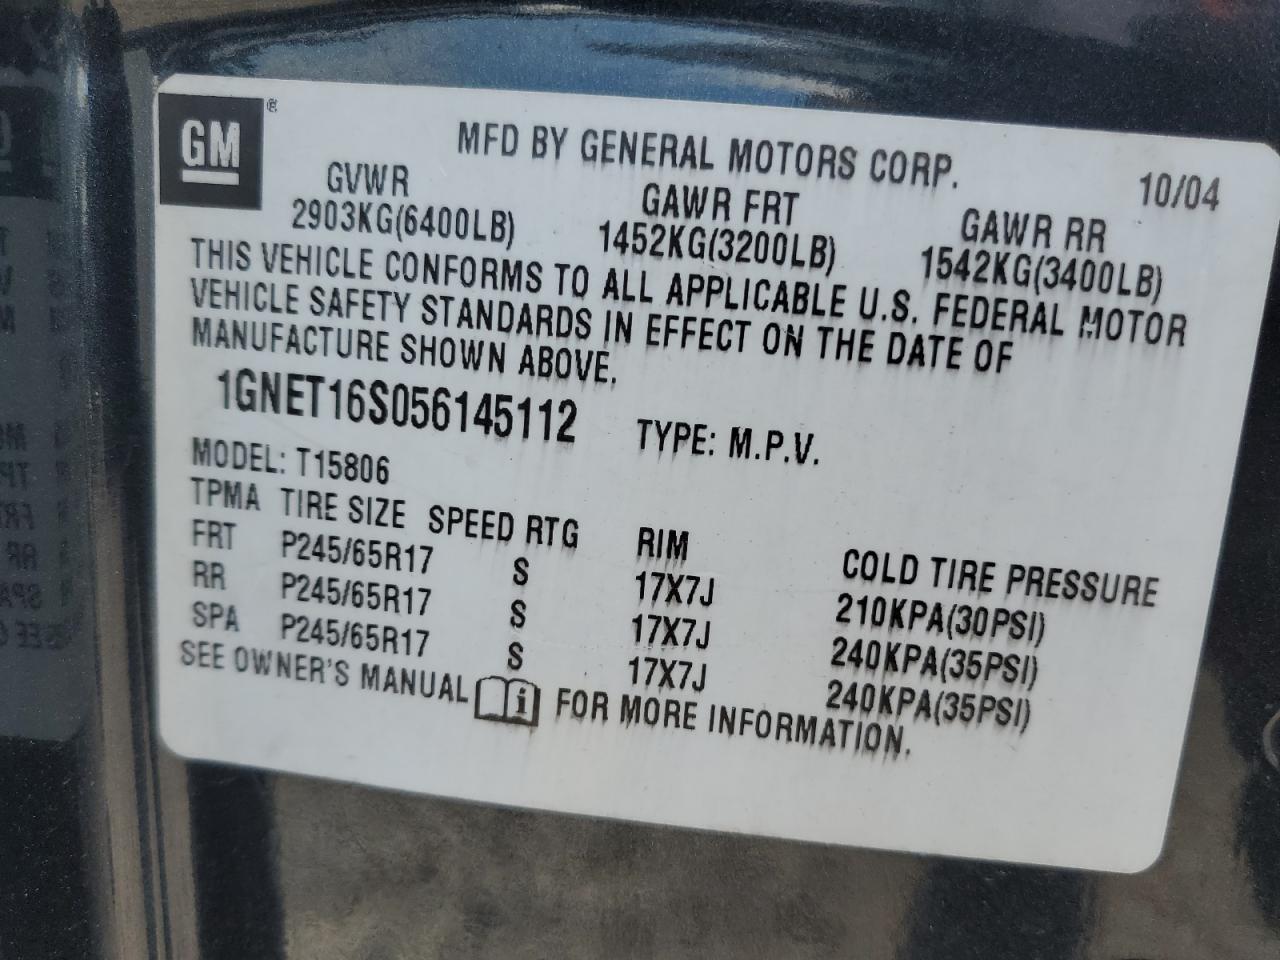 GM ®
MFD BY GENERAL MOTORS CORP. 10/04
GVWR GAWR FRT GAWR RR
2903KG(6400LB) 1452KG(3200LB) 1542KG(3400LB)
THIS VEHICLE CONFORMS TO ALL APPLICABLE U.S. FEDERAL MOTOR
VEHICLE SAFETY STANDARDS IN EFFECT ON THE DATE OF
MANUFACTURE SHOWN ABOVE.
1GNET16S056145112 TYPE: M.P.V.
MODEL: T15806
TPMA TIRE SIZE SPEED RTG RIM COLD TIRE PRESSURE
FRT P245/65R17 S 17X7J 210KPA(30PSI)
RR P245/65R17 S 17X7J 240KPA(35PSI)
SPA P245/65R17 S 17X7J 240KPA(35PSI)
SEE OWNER'S MANUAL i FOR MORE INFORMATION.